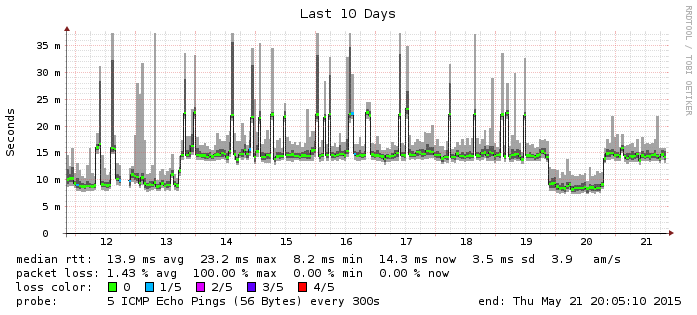 Last 10 Days
RRDTOOL / TOBI OETIKER
Seconds
35 m
30 m
25 m
20 m
15 m
10 m
5 m
0
12 13 14 15 16 17 18 19 20 21
median rtt: 13.9 ms avg 23.2 ms max 8.2 ms min 14.3 ms now 3.5 ms sd 3.9 am/s
packet loss: 1.43 % avg 100.00 % max 0.00 % min 0.00 % now
loss color: 0 1/5 2/5 3/5 4/5
probe: 5 ICMP Echo Pings (56 Bytes) every 300s end: Thu May 21 20:05:10 2015